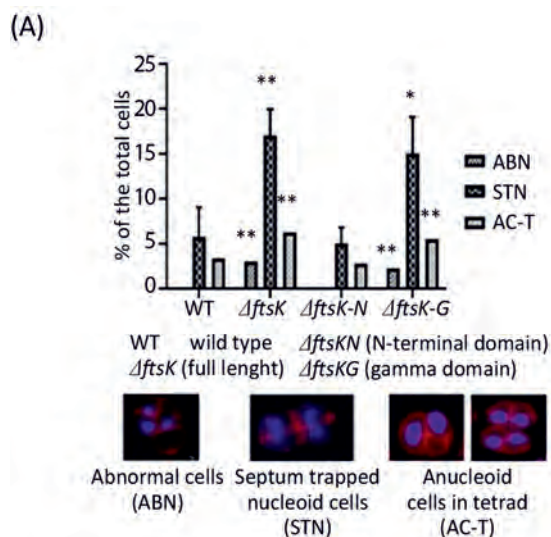 (A)
% of the total cells
25
20
15
10
5
0
**
**
**
*
**
**
ABN
STN
AC-T
WT ΔftsK ΔftsK-N ΔftsK-G
WT wild type ΔftsKN (N-terminal domain)
ΔftsK (full lenght) ΔftsKG (gamma domain)
Abnormal cells Septum trapped Anucleoid
(ABN) nucleoid cells cells in tetrad
(STN) (AC-T)